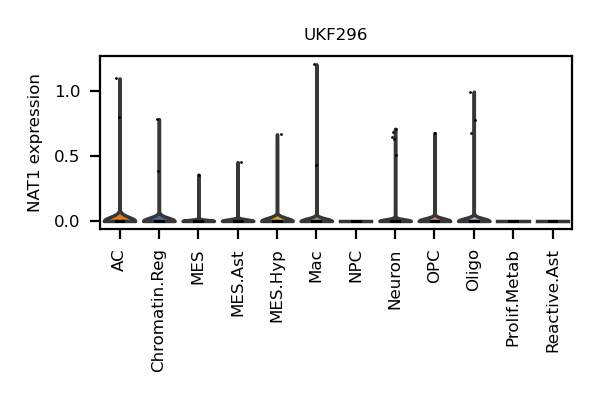 UKF296
NAT1 expression
1.0
0.5
0.0
AC
Chromatin.Reg
MES
MES.Ast
MES.Hyp
Mac
NPC
Neuron
OPC
Oligo
Prolif.Metab
Reactive.Ast